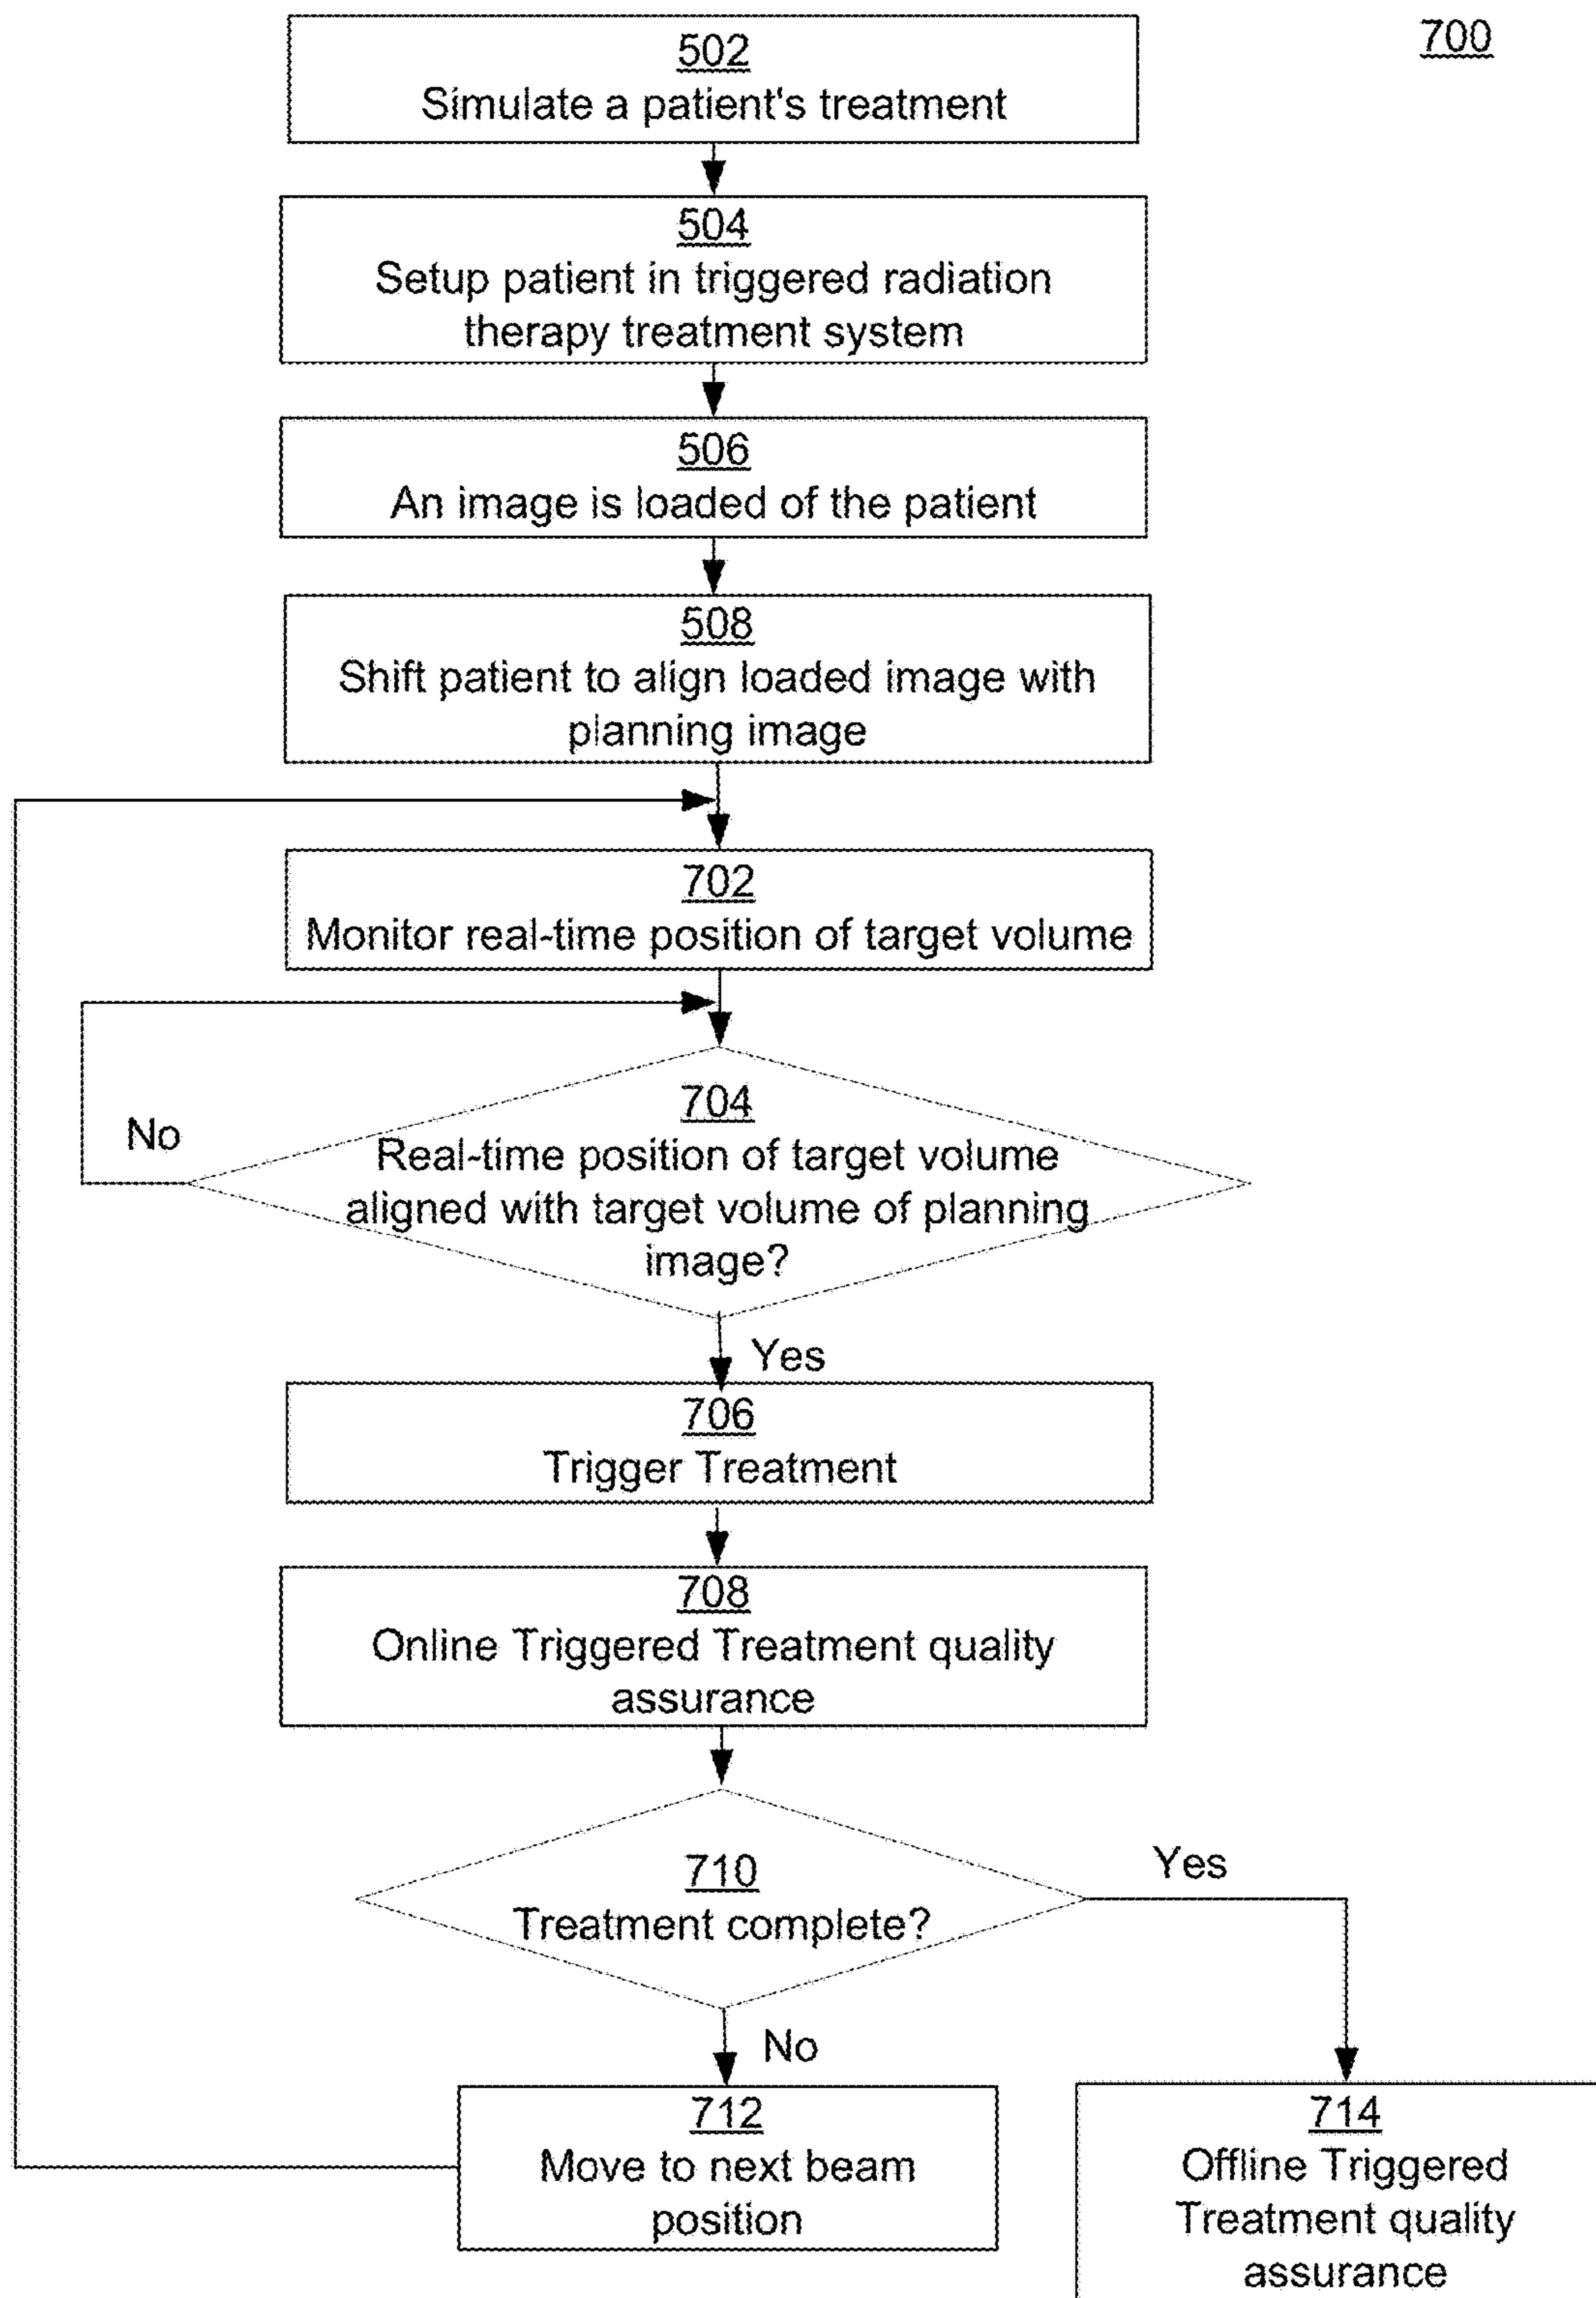 700
502
Simulate a patient's treatment
504
Setup patient in triggered radiation
therapy treatment system
506
An image is loaded of the patient
508
Shift patient to align loaded image with
planning image
702
Monitor real-time position of target volume
704
Real-time position of target volume
aligned with target volume of planning
image?
No
Yes
706
Trigger Treatment
708
Online Triggered Treatment quality
assurance
710
Treatment complete?
Yes
No
712
Move to next beam
position
714
Offline Triggered
Treatment quality
assurance